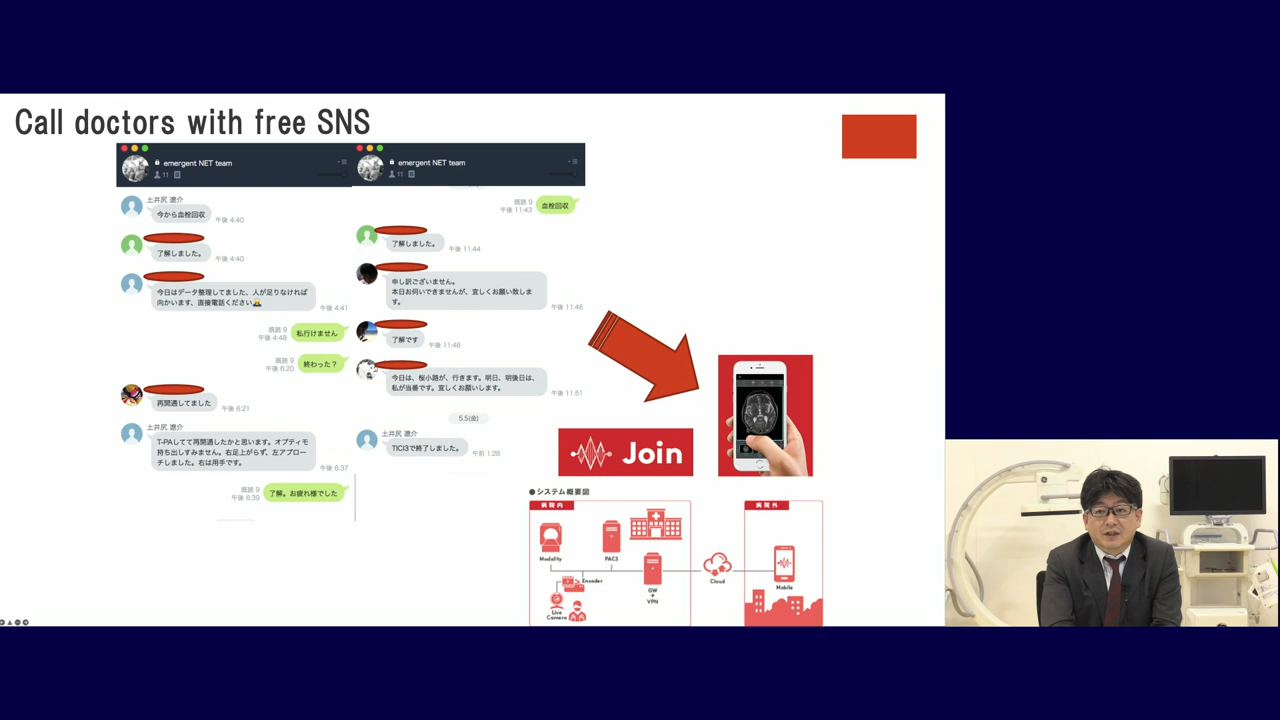 Call doctors with free SNS
emergent NET team
11
土井尻 遼介
今から血栓回収
午後 4:40
了解しました。
午後 4:40
今日はデータ整理してました、人が足りなければ
向かいます、直接電話ください
午後 4:41
既読 9
午後 4:48
私行けません
既読 9
午後 6:20
終わった？
再開通してました
午後 6:21
土井尻 遼介
T-PAしてて再開通したかと思います。オプティモ
持ち出しすみません。右足上がらず、左アプロー
チしました。右は用手です。
午後 6:37
既読 9
午後 6:39
了解。お疲れ様でした
emergent NET team
11
既読 9
午後 11:43
血栓回収
了解しました。
午後 11:44
申し訳ございません。
本日お伺いできませんが、宜しくお願い致しま
す。
午後 11:46
了解です
午後 11:48
今日は、桜小路が、行きます。明日、明後日は、
私が当番です。宜しくお願いします。
午後 11:51
5.5(金)
土井尻 遼介
TICI3で終了しました。
午前 1:28
Join
●システム概要図
病院内
病院外
Modality
PACS
Encoder
GW
+
VPN
Cloud
Mobile
Live
Camera